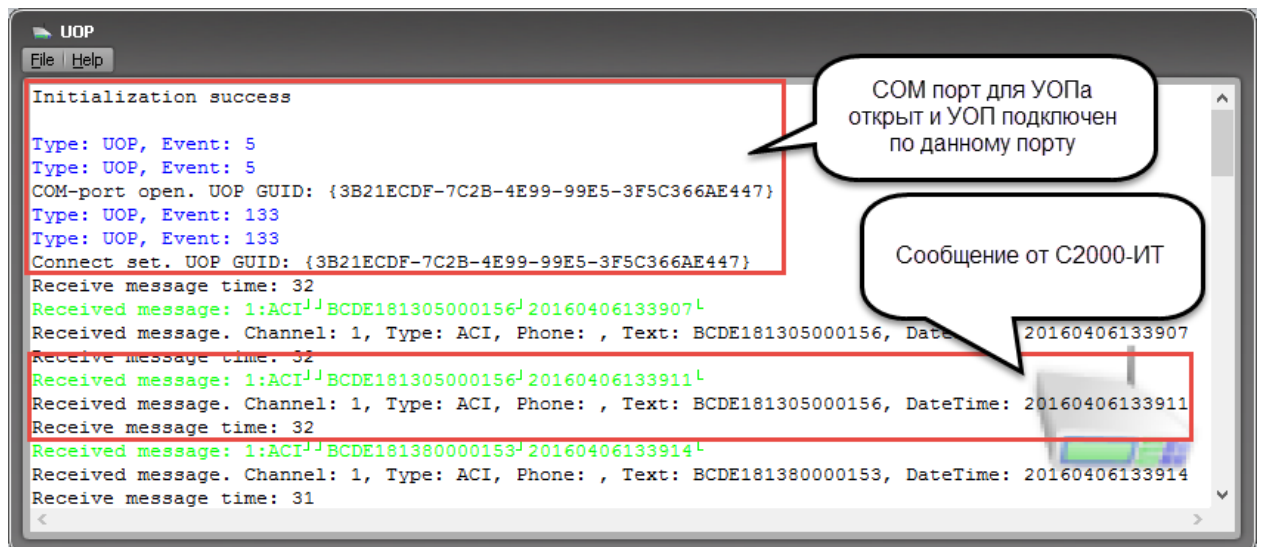 UOP
File Help
Initialization success
Type: UOP, Event: 5
Type: UOP, Event: 5
COM-port open. UOP GUID: {3B21ECDF-7C2B-4E99-99E5-3F5C366AE447}
Type: UOP, Event: 133
Type: UOP, Event: 133
Connect set. UOP GUID: {3B21ECDF-7C2B-4E99-99E5-3F5C366AE447}
Receive message time: 32
Received message: 1:ACI┘┘BCDE181305000156┘20160406133907└
Received message. Channel: 1, Type: ACI, Phone: , Text: BCDE181305000156, Date 20160406133907
Receive message time: 32
Received message: 1:ACI┘┘BCDE181305000156┘20160406133911└
Received message. Channel: 1, Type: ACI, Phone: , Text: BCDE181305000156, DateTime: 20160406133911
Receive message time: 32
Received message: 1:ACI┘┘BCDE181380000153┘20160406133914└
Received message. Channel: 1, Type: ACI, Phone: , Text: BCDE181380000153, DateTime: 20160406133914
Receive message time: 31
COM порт для УОПа
открыт и УОП подключен
по данному порту
Сообщение от С2000-ИТ